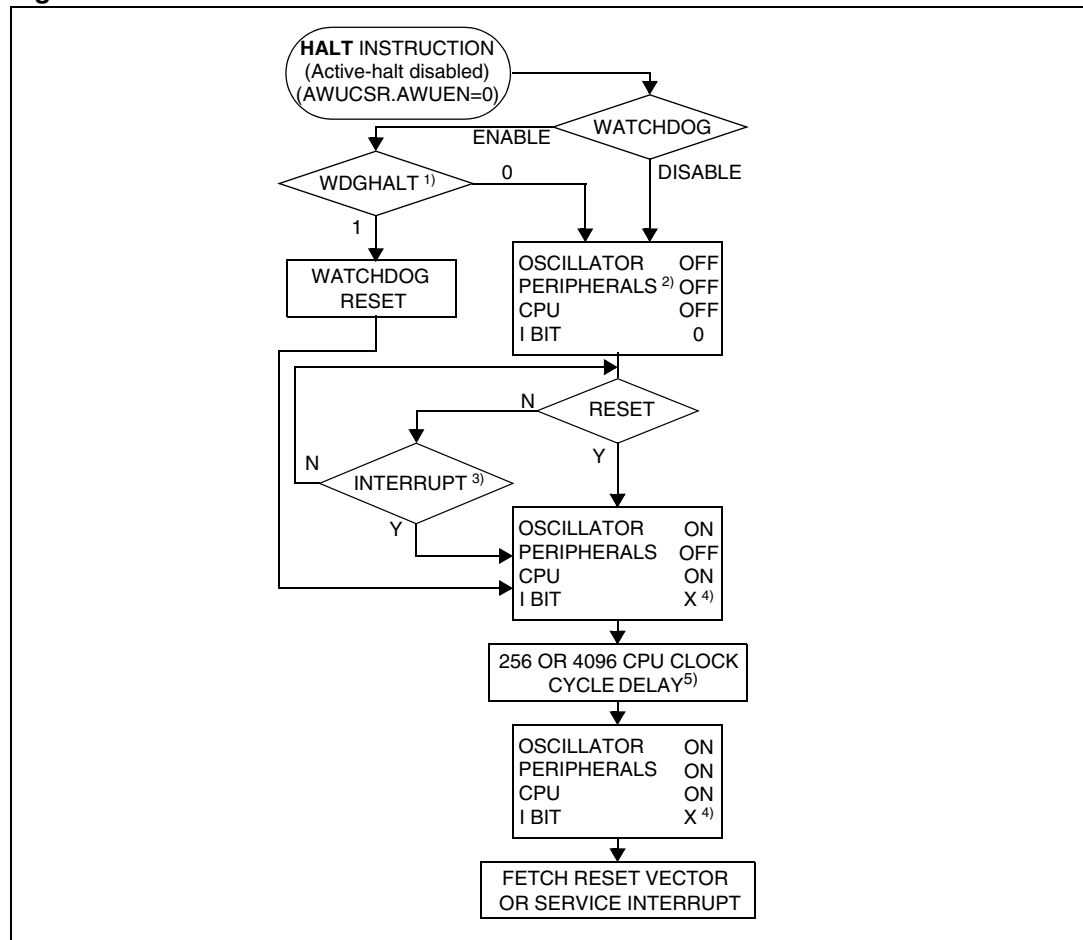 HALT INSTRUCTION
(Active-halt disabled)
(AWUCSR.AWUEN=0)
WATCHDOG
ENABLE
DISABLE
WDGHALT 1)
0
1
WATCHDOG
RESET
OSCILLATOR OFF
PERIPHERALS 2) OFF
CPU OFF
I BIT 0
RESET
N
Y
INTERRUPT 3)
N
Y
OSCILLATOR ON
PERIPHERALS OFF
CPU ON
I BIT X 4)
256 OR 4096 CPU CLOCK
CYCLE DELAY5)
OSCILLATOR ON
PERIPHERALS ON
CPU ON
I BIT X 4)
FETCH RESET VECTOR
OR SERVICE INTERRUPT